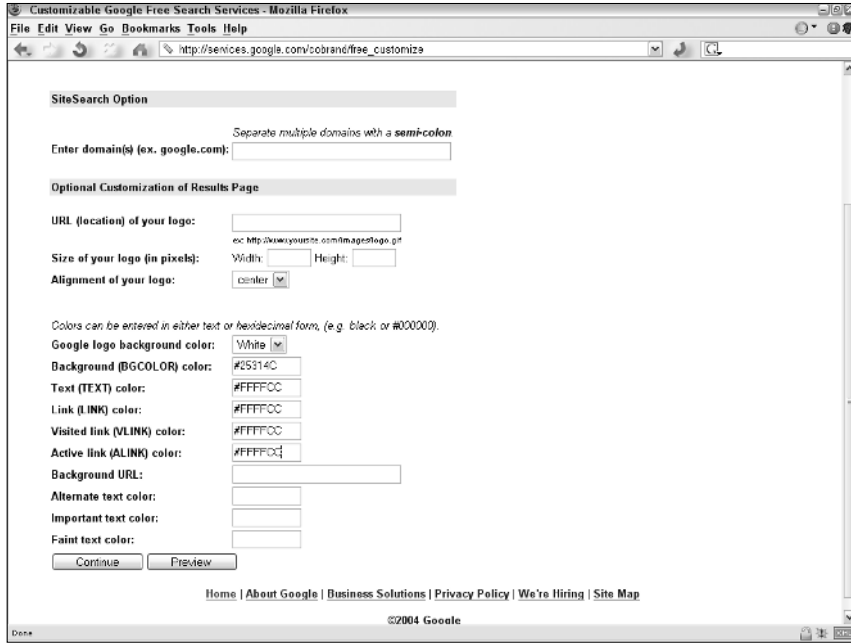 Customizable Google Free Search Services - Mozilla Firefox
File Edit View Go Bookmarks Tools Help
http://services.google.com/cobrand/free_customize
SiteSearch Option
Separate multiple domains with a semi-colon
Enter domain(s) (ex. google.com):
Optional Customization of Results Page
URL (location) of your logo:
ex: http://www.yoursite.com/images/logo.gif
Size of your logo (in pixels): Width: Height:
Alignment of your logo: center
Colors can be entered in either text or hexidecimal form, (e.g. black or #000000).
Google logo background color: White
Background (BGCOLOR) color: #25314C
Text (TEXT) color: #FFFFCC
Link (LINK) color: #FFFFCC
Visited link (VLINK) color: #FFFFCC
Active link (ALINK) color: #FFFFCC
Background URL:
Alternate text color:
Important text color:
Faint text color:
Continue Preview
Home | About Google | Business Solutions | Privacy Policy | We're Hiring | Site Map
©2004 Google
Done